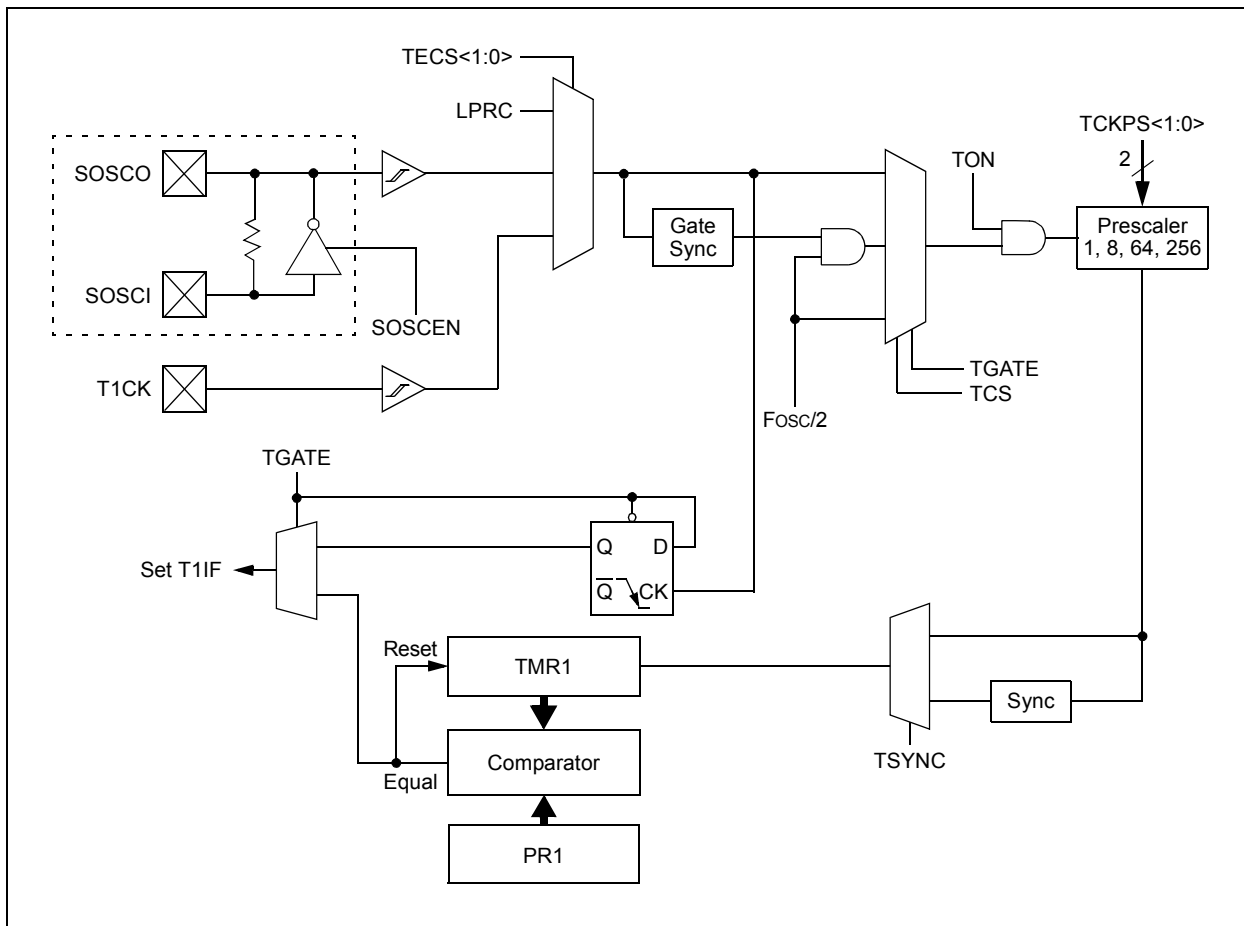 TECS<1:0>
LPRC
TCKPS<1:0>
SOSCO
TON
2
Gate
Sync
Prescaler
1, 8, 64, 256
SOSCI
SOSCEN
TGATE
T1CK
TCS
FOSC/2
TGATE
Q
D
Set T1IF
Q̅
CK
Reset
TMR1
Sync
Comparator
TSYNC
Equal
PR1